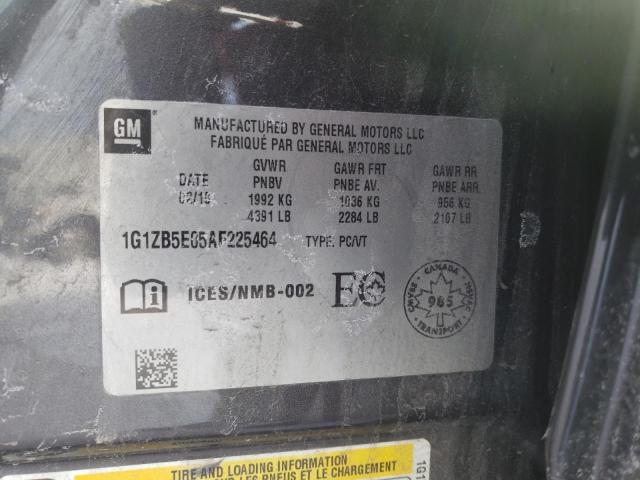 GM
MANUFACTURED BY GENERAL MOTORS LLC
FABRIQUÉ PAR GENERAL MOTORS LLC
DATE
GVWR
PNBV
1992 KG
4391 LB
GAWR FRT
PNBE AV.
1036 KG
2284 LB
GAWR RR
PNBE ARR.
956 KG
2107 LB
TYPE: PC/VT
ICES/NMB-002
EC
CANADA
985
TRANSPORT
TIRE AND LOADING INFORMATION